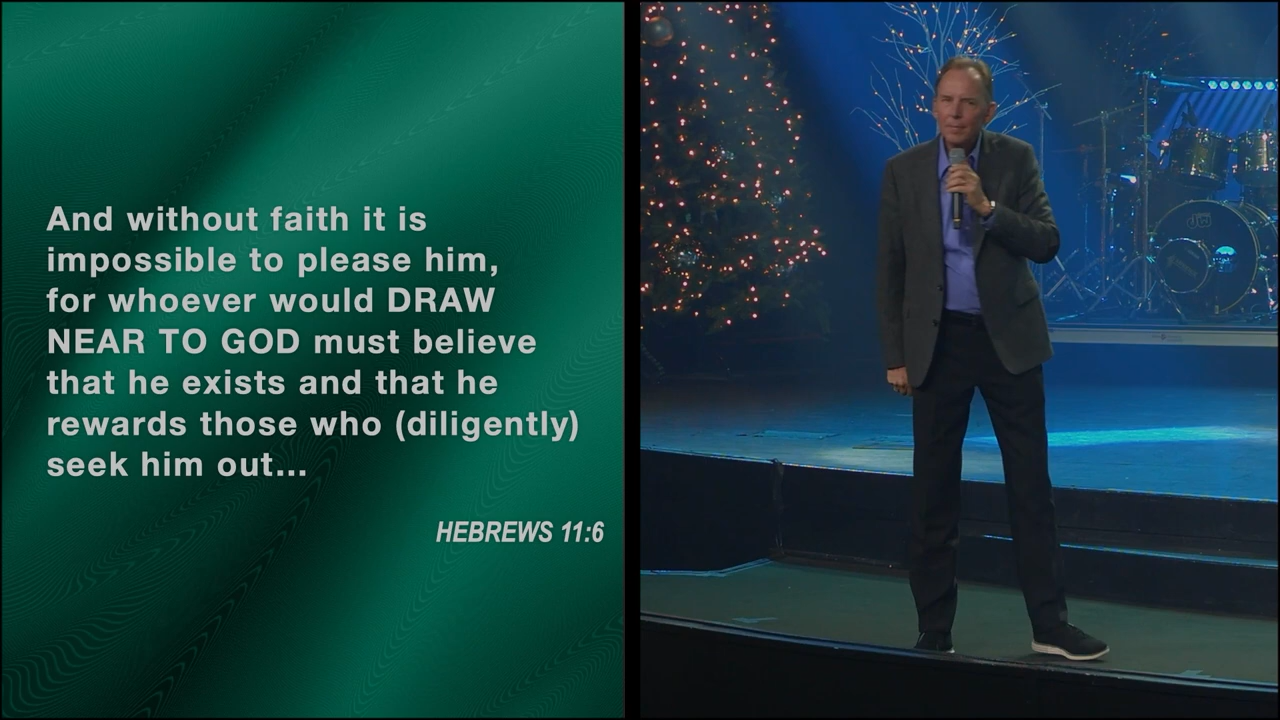 And without faith it is
impossible to please him,
for whoever would DRAW
NEAR TO GOD must believe
that he exists and that he
rewards those who (diligently)
seek him out...
HEBREWS 11:6